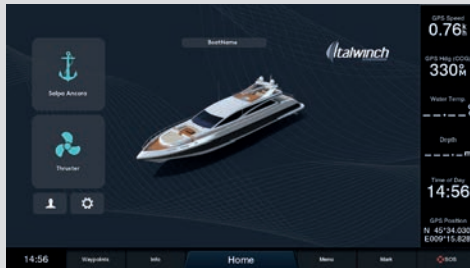 BoatName
Italwinch
Salpa Ancora
Thruster
GPS Speed
0.76
GPS Hdg (COG)
330°
Water Temp
Depth
Time of Day
14:56
GPS Position
N 45°34.030
E009°15.828
14:56
Waypoints
Info
Home
Menu
Mark
SOS